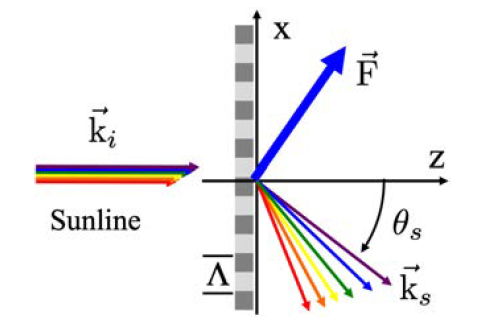 x
F⃗
k⃗ᵢ
z
Sunline
θₛ
Λ
k⃗ₛ